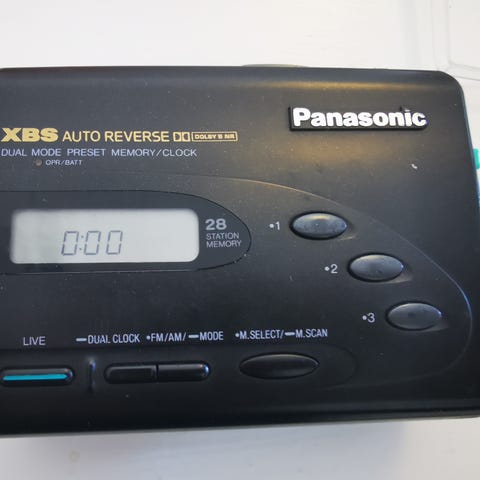 Panasonic
XBS AUTO REVERSE DOLBY B NR
DUAL MODE PRESET MEMORY/CLOCK
OPR/BATT
28
STATION
MEMORY
0:00
•1
•2
•3
LIVE
—DUAL CLOCK •FM/AM/ —MODE •M.SELECT/—M.SCAN